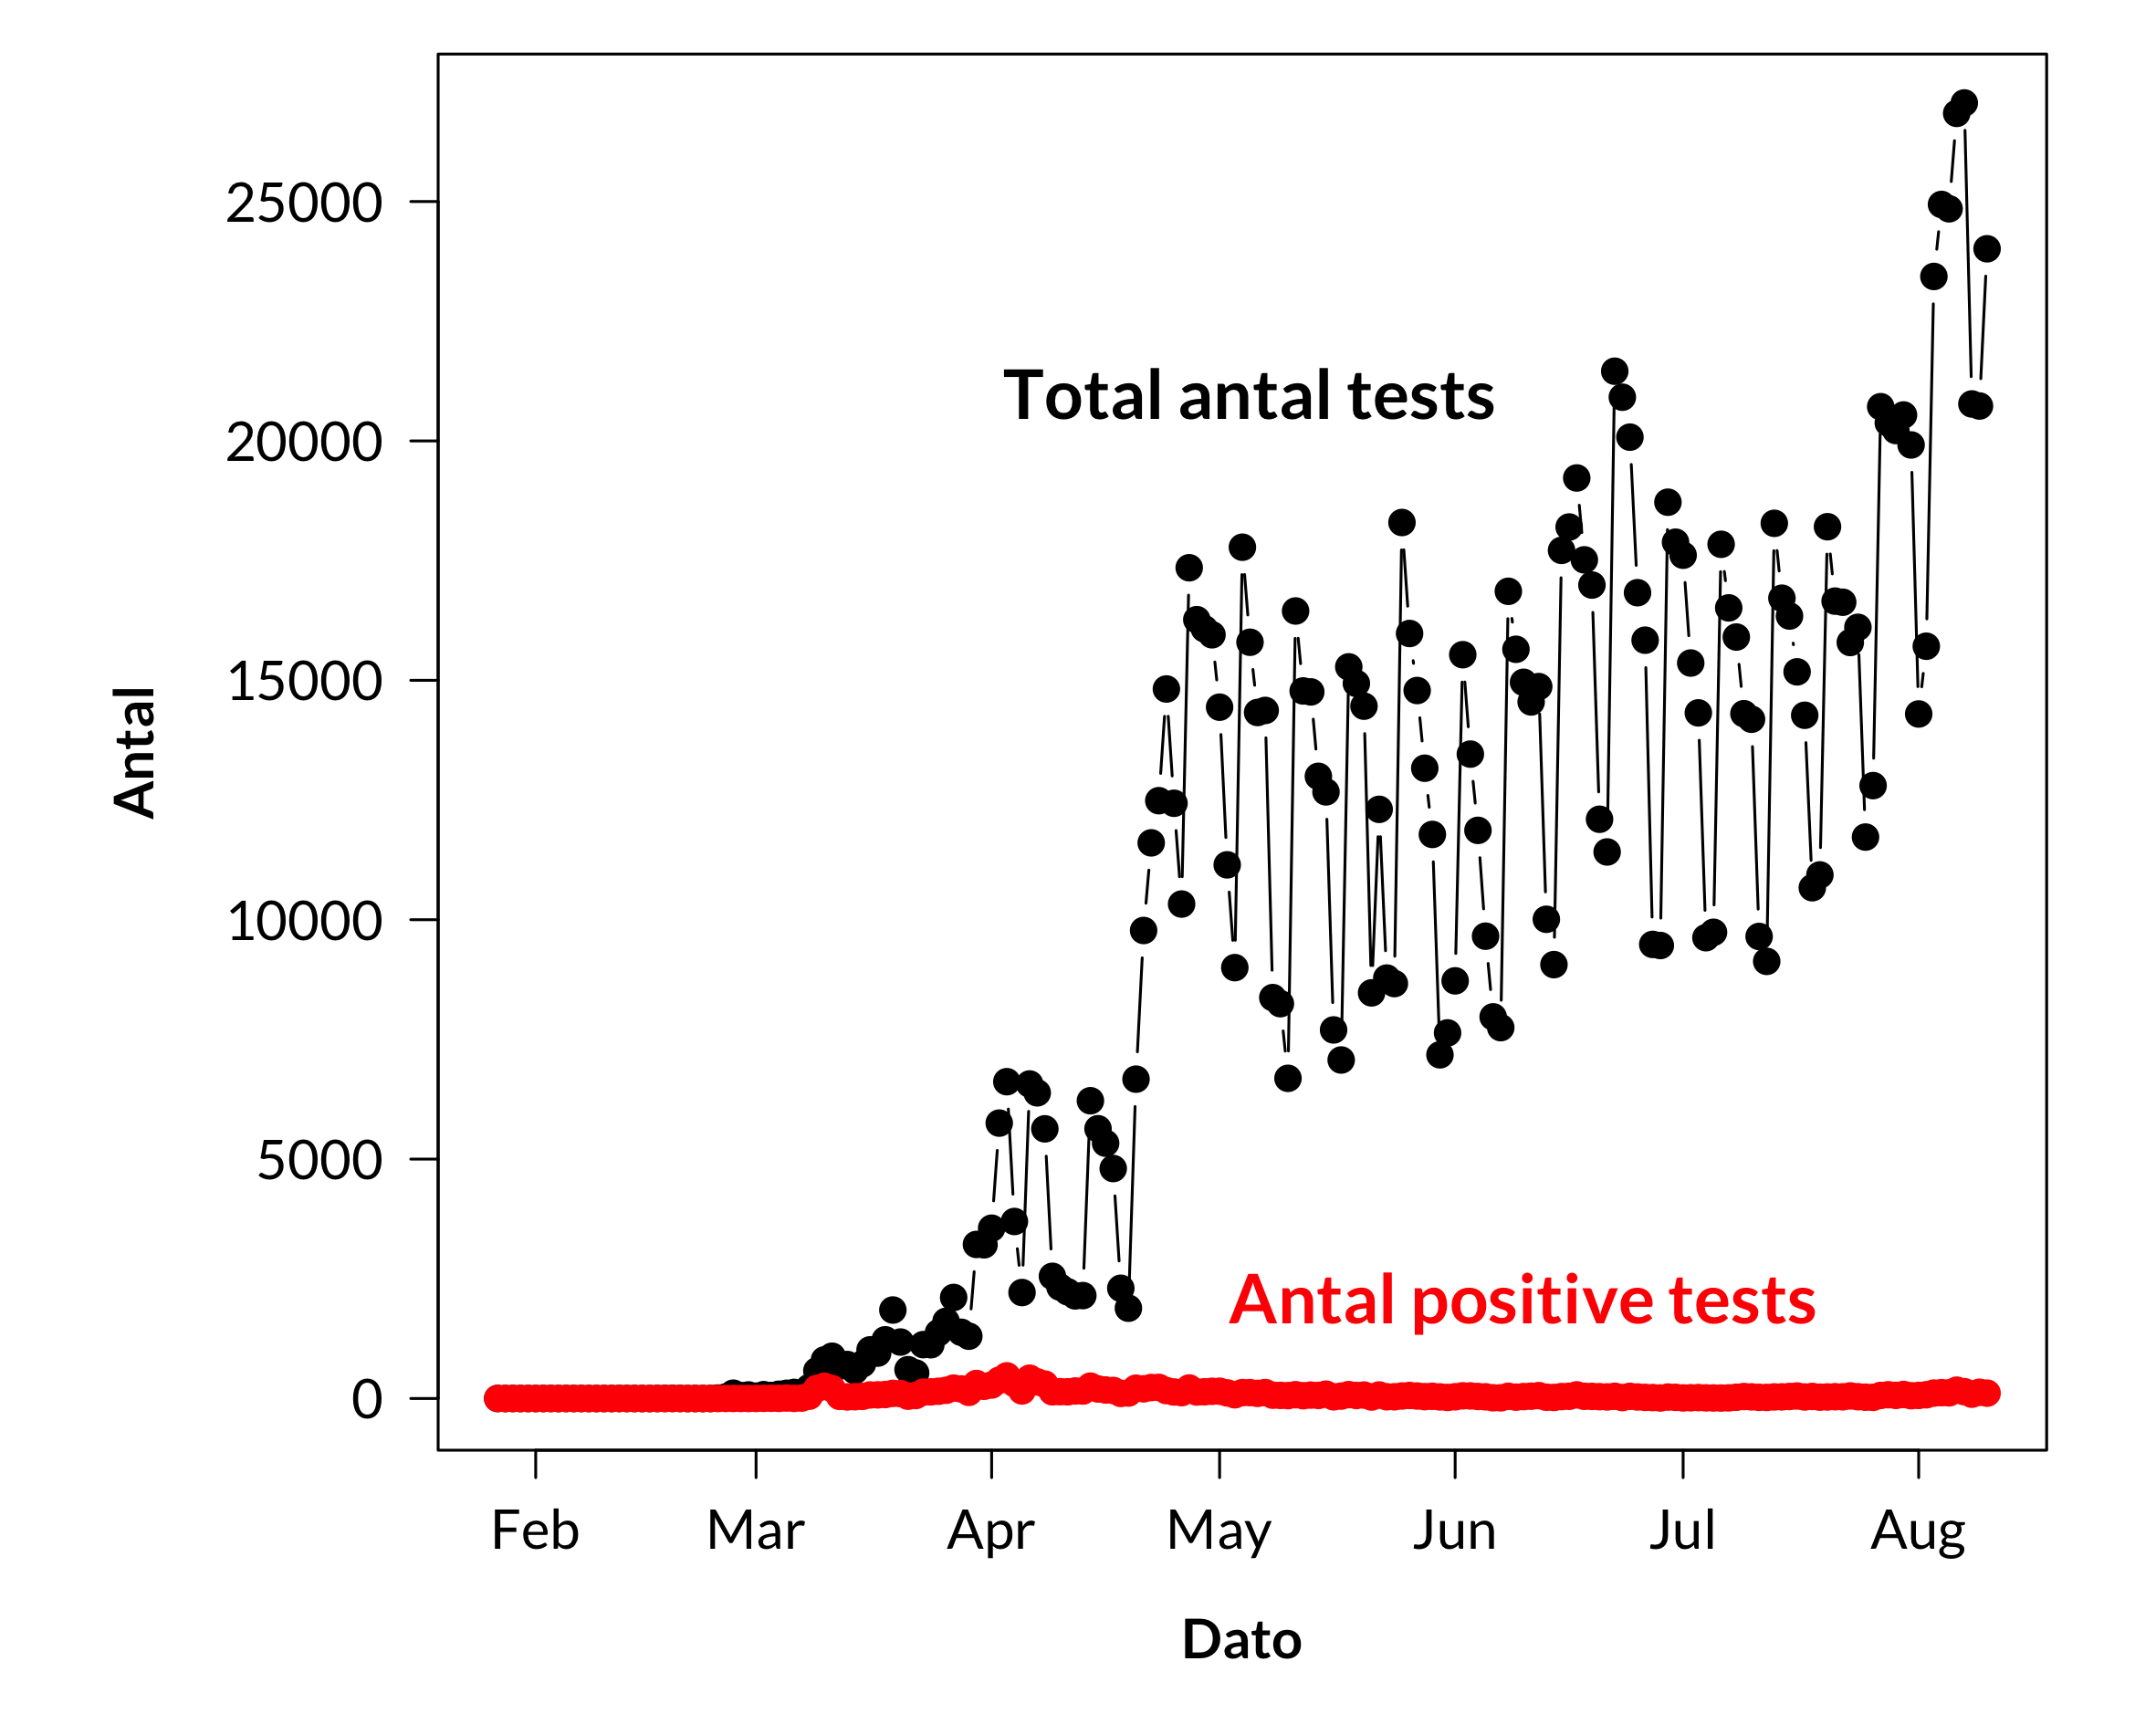 25000
20000
15000
10000
5000
0
Antal
Total antal tests
Antal positive tests
Feb Mar Apr May Jun Jul Aug
Dato